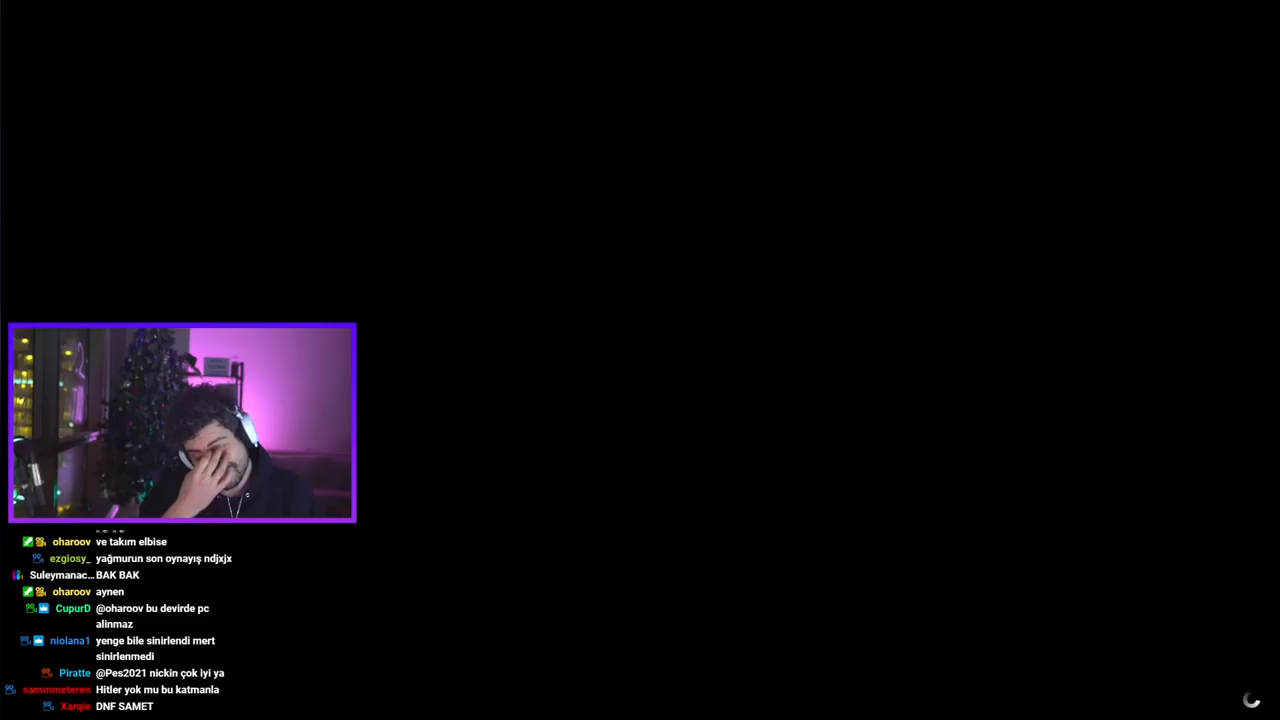 oharoov ve takım elbise
ezgiosy_ yağmurun son oynayış ndjxjx
Suleymanac... BAK BAK
oharoov aynen
CupurD @oharoov bu devirde pc
alinmaz
niolana1 yenge bile sinirlendi mert
sinirlenmedi
Piratte @Pes2021 nickin çok iyi ya
sammmeteren Hitler yok mu bu katmanla
Xarqie DNF SAMET